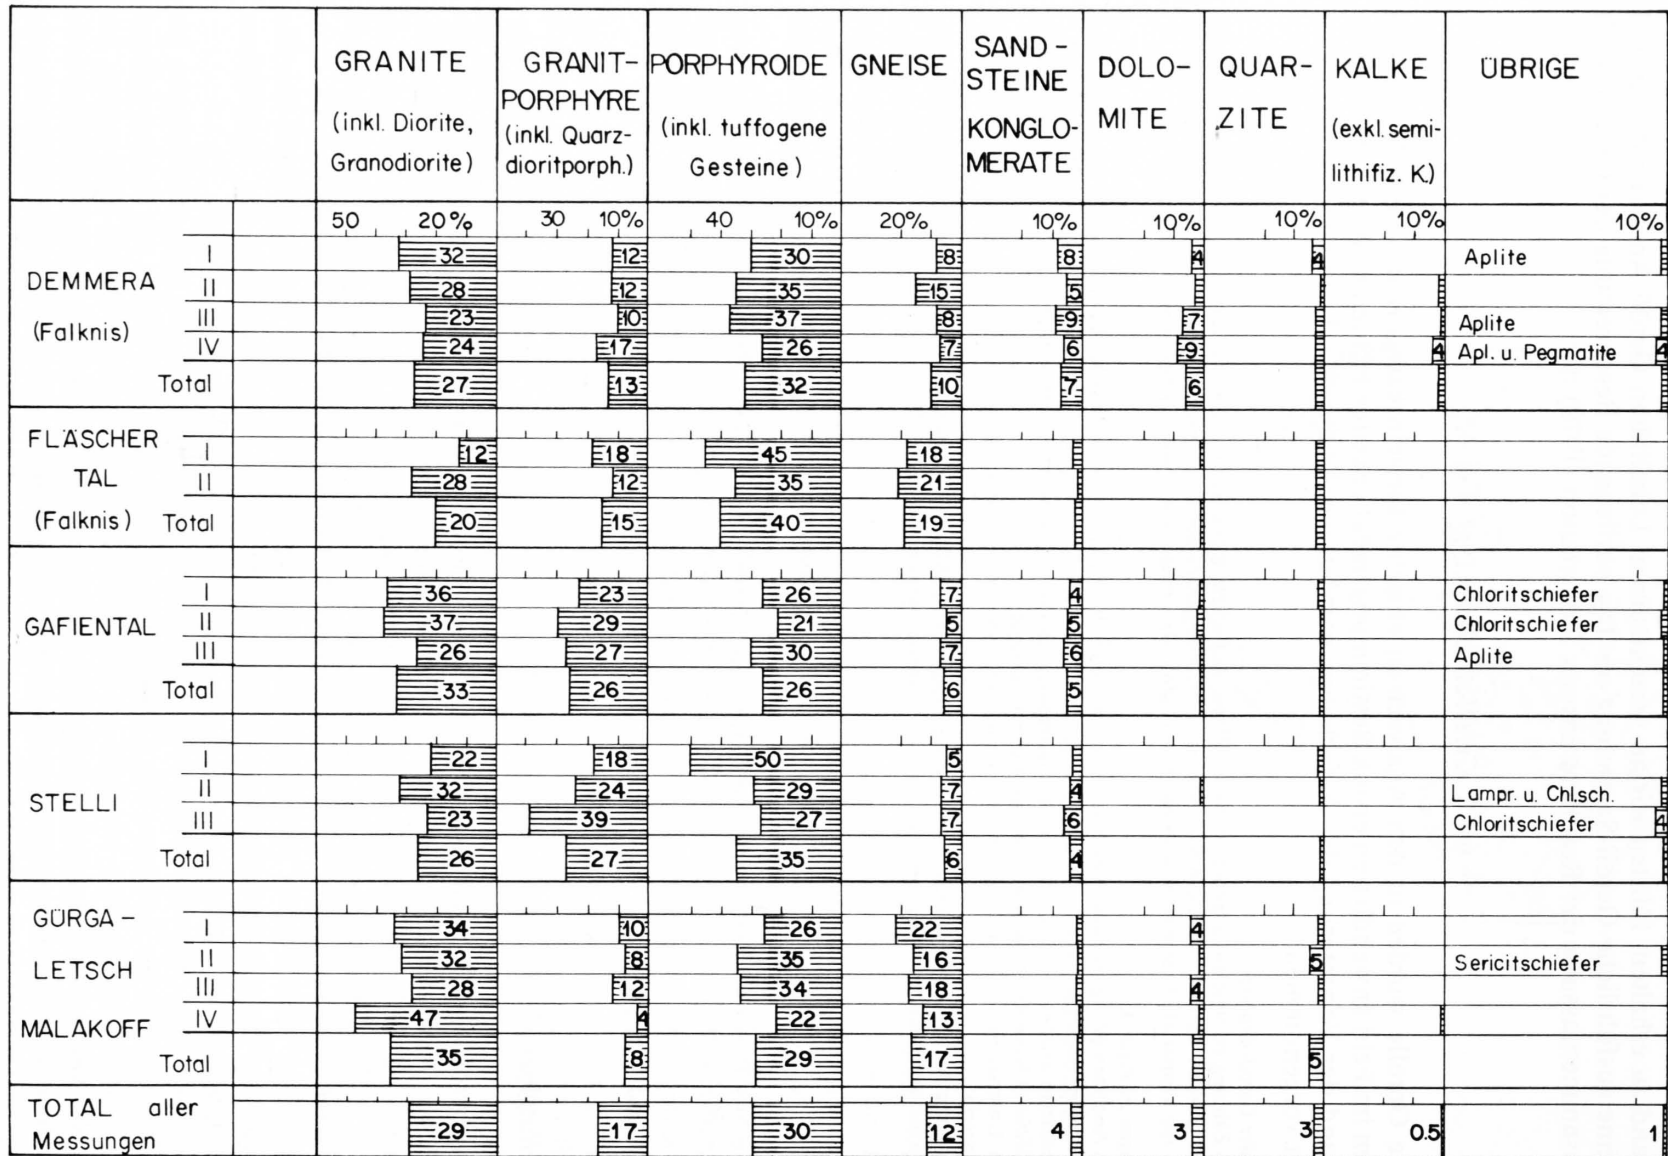 GRANITE (inkl. Diorite, Granodiorite)
GRANIT-PORPHYRE (inkl. Quarz-dioritporph.)
PORPHYROIDE (inkl. tuffogene Gesteine)
GNEISE
SAND-STEINE KONGLO-MERATE
DOLO-MITE
QUAR-ZITE
KALKE (exkl. semi-lithifiz. K.)
ÜBRIGE
50 20% 30 10% 40 10% 20% 10% 10% 10% 10% 10%
DEMMERA (Falknis)
I 32 12 30 8 8 4 4 Aplite
II 28 12 35 15 5
III 23 10 37 8 9 7 Aplite
IV 24 17 26 7 6 9 4 Apl. u. Pegmatite 4
Total 27 13 32 10 7 6
FLÄSCHER TAL (Falknis)
I 12 18 45 18
II 28 12 35 21
Total 20 15 40 19
GAFIENTAL
I 36 23 26 7 4 Chloritschiefer
II 37 29 21 5 5 Chloritschiefer
III 26 27 30 7 6 Aplite
Total 33 26 26 6 5
STELLI
I 22 18 50 5
II 32 24 29 7 4 Lampr. u. Chl.sch.
III 23 39 27 7 6 Chloritschiefer 4
Total 26 27 35 6 4
GÜRGA-LETSCH MALAKOFF
I 34 10 26 22 4
II 32 8 35 16 5 Sericitschiefer
III 28 12 34 18 4
IV 47 4 22 13
Total 35 8 29 17 5
TOTAL aller Messungen 29 17 30 12 4 3 3 0.5 1